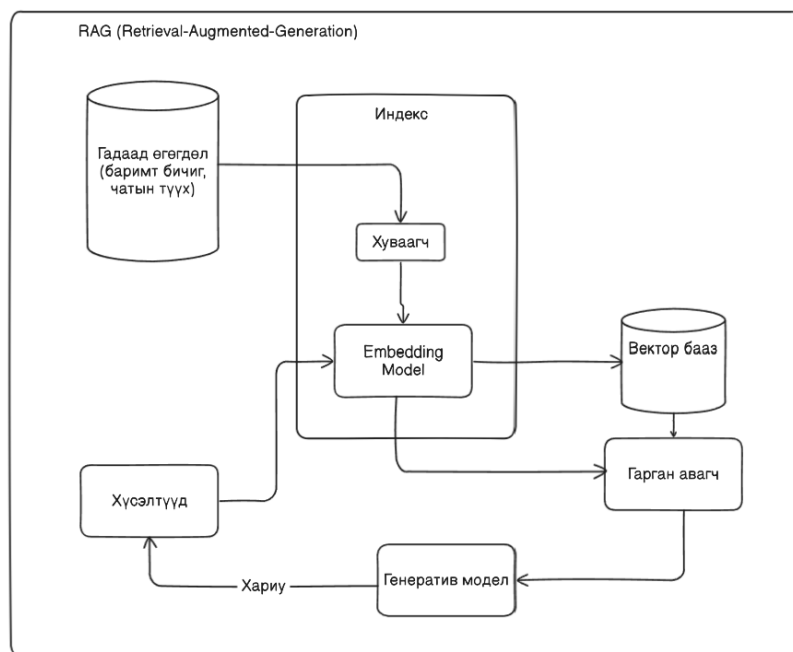 RAG (Retrieval-Augmented-Generation)
Индекс
Гадаад өгөгдөл
(баримт бичиг,
чатын түүх)
Хуваагч
Embedding
Model
Вектор бааз
Хүсэлтүүд
Гарган авагч
Хариу
Генератив модел